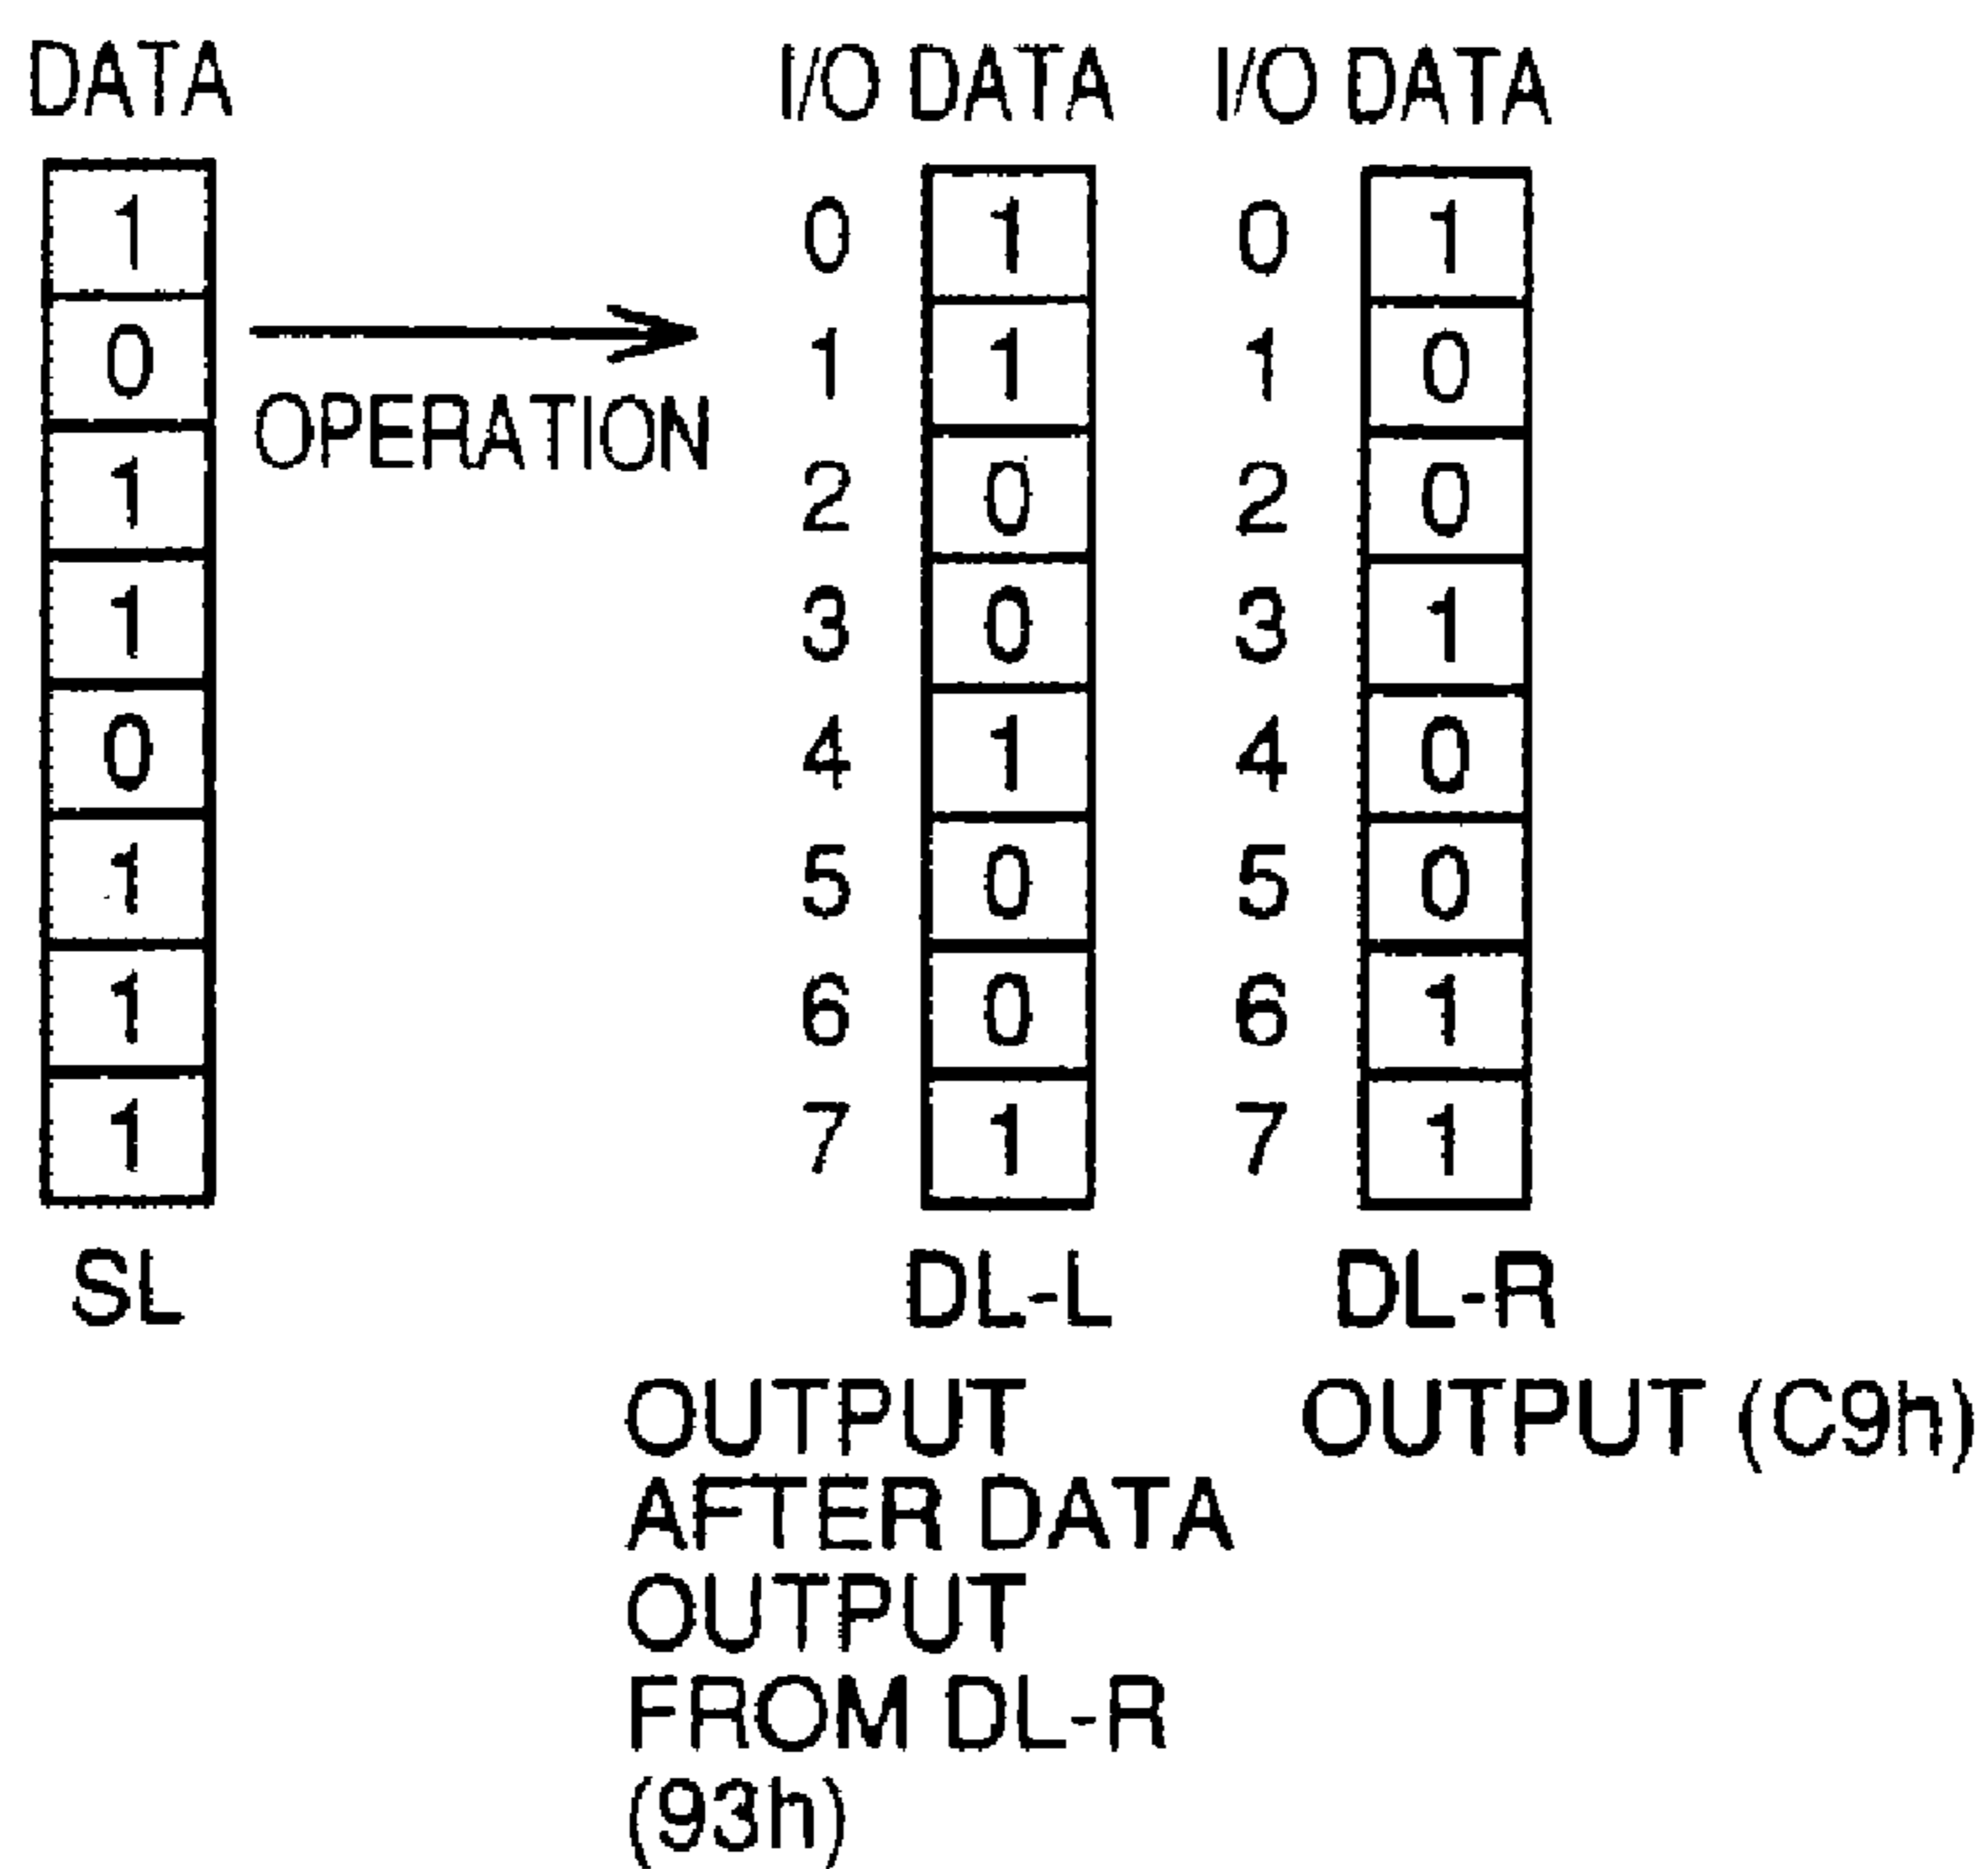 DATA I/O DATA I/O DATA
1 0 1 0 1
0 1 1 1 0
OPERATION
1 2 0 2 0
1 3 0 3 1
0 4 1 4 0
1 5 0 5 0
1 6 0 6 1
1 7 1 7 1
SL DL-L DL-R
OUTPUT OUTPUT (C9h)
AFTER DATA
OUTPUT
FROM DL-R
(93h)